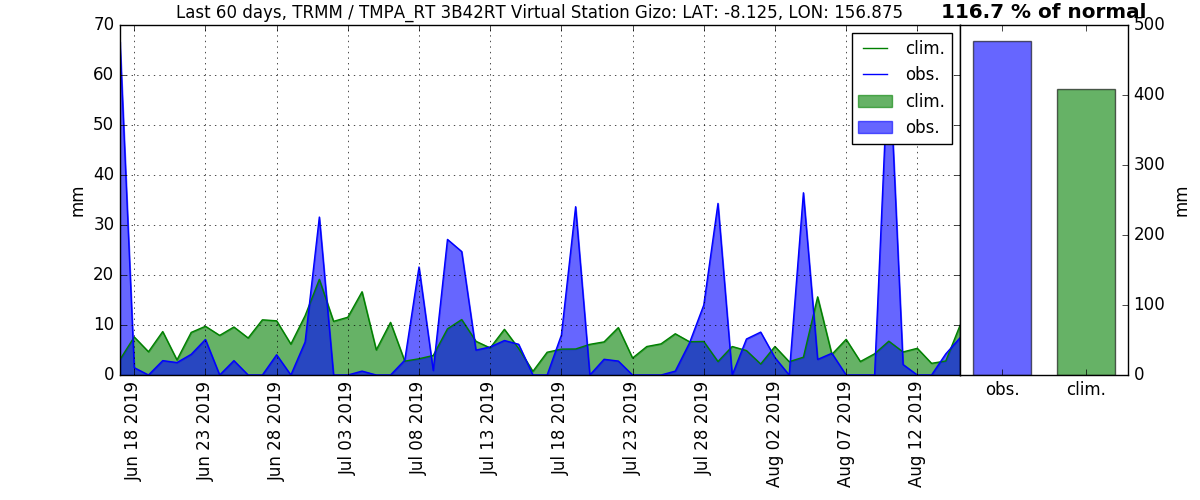 Last 60 days, TRMM / TMPA_RT 3B42RT Virtual Station Gizo: LAT: -8.125, LON: 156.875
116.7 % of normal
70
60
50
40
30
20
10
0
mm
clim.
obs.
clim.
obs.
500
400
300
200
100
0
mm
obs.
clim.
Jun 18 2019
Jun 23 2019
Jun 28 2019
Jul 03 2019
Jul 08 2019
Jul 13 2019
Jul 18 2019
Jul 23 2019
Jul 28 2019
Aug 02 2019
Aug 07 2019
Aug 12 2019